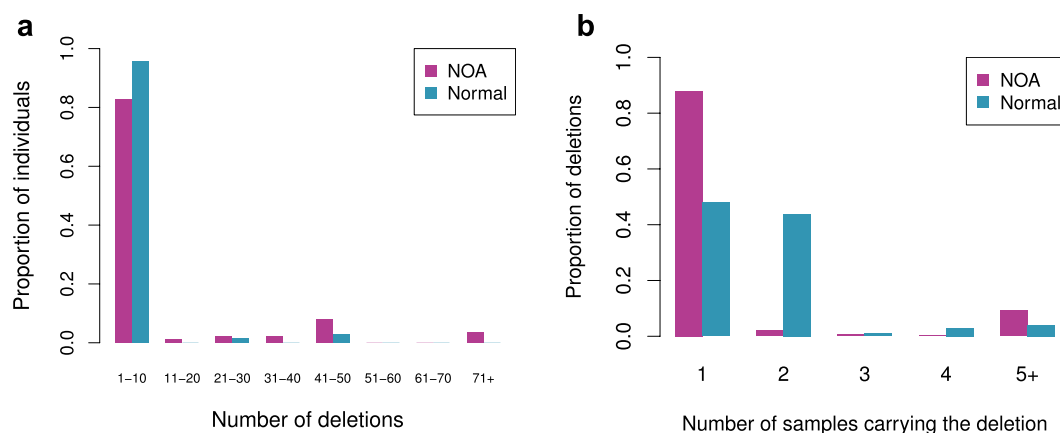 a
Proportion of individuals
1.0
0.8
0.6
0.4
0.2
0.0
NOA
Normal
1−10 11−20 21−30 31−40 41−50 51−60 61−70 71+
Number of deletions
b
Proportion of deletions
1.0
0.8
0.6
0.4
0.2
0.0
NOA
Normal
1 2 3 4 5+
Number of samples carrying the deletion